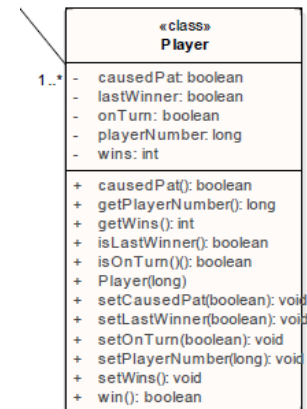 «class»
Player
1..*
- causedPat: boolean
- lastWinner: boolean
- onTurn: boolean
- playerNumber: long
- wins: int
+ causedPat(): boolean
+ getPlayerNumber(): long
+ getWins(): int
+ isLastWinner(): boolean
+ isOnTurn()(): boolean
+ Player(long)
+ setCausedPat(boolean): void
+ setLastWinner(boolean): void
+ setOnTurn(boolean): void
+ setPlayerNumber(long): void
+ setWins(): void
+ win(): boolean